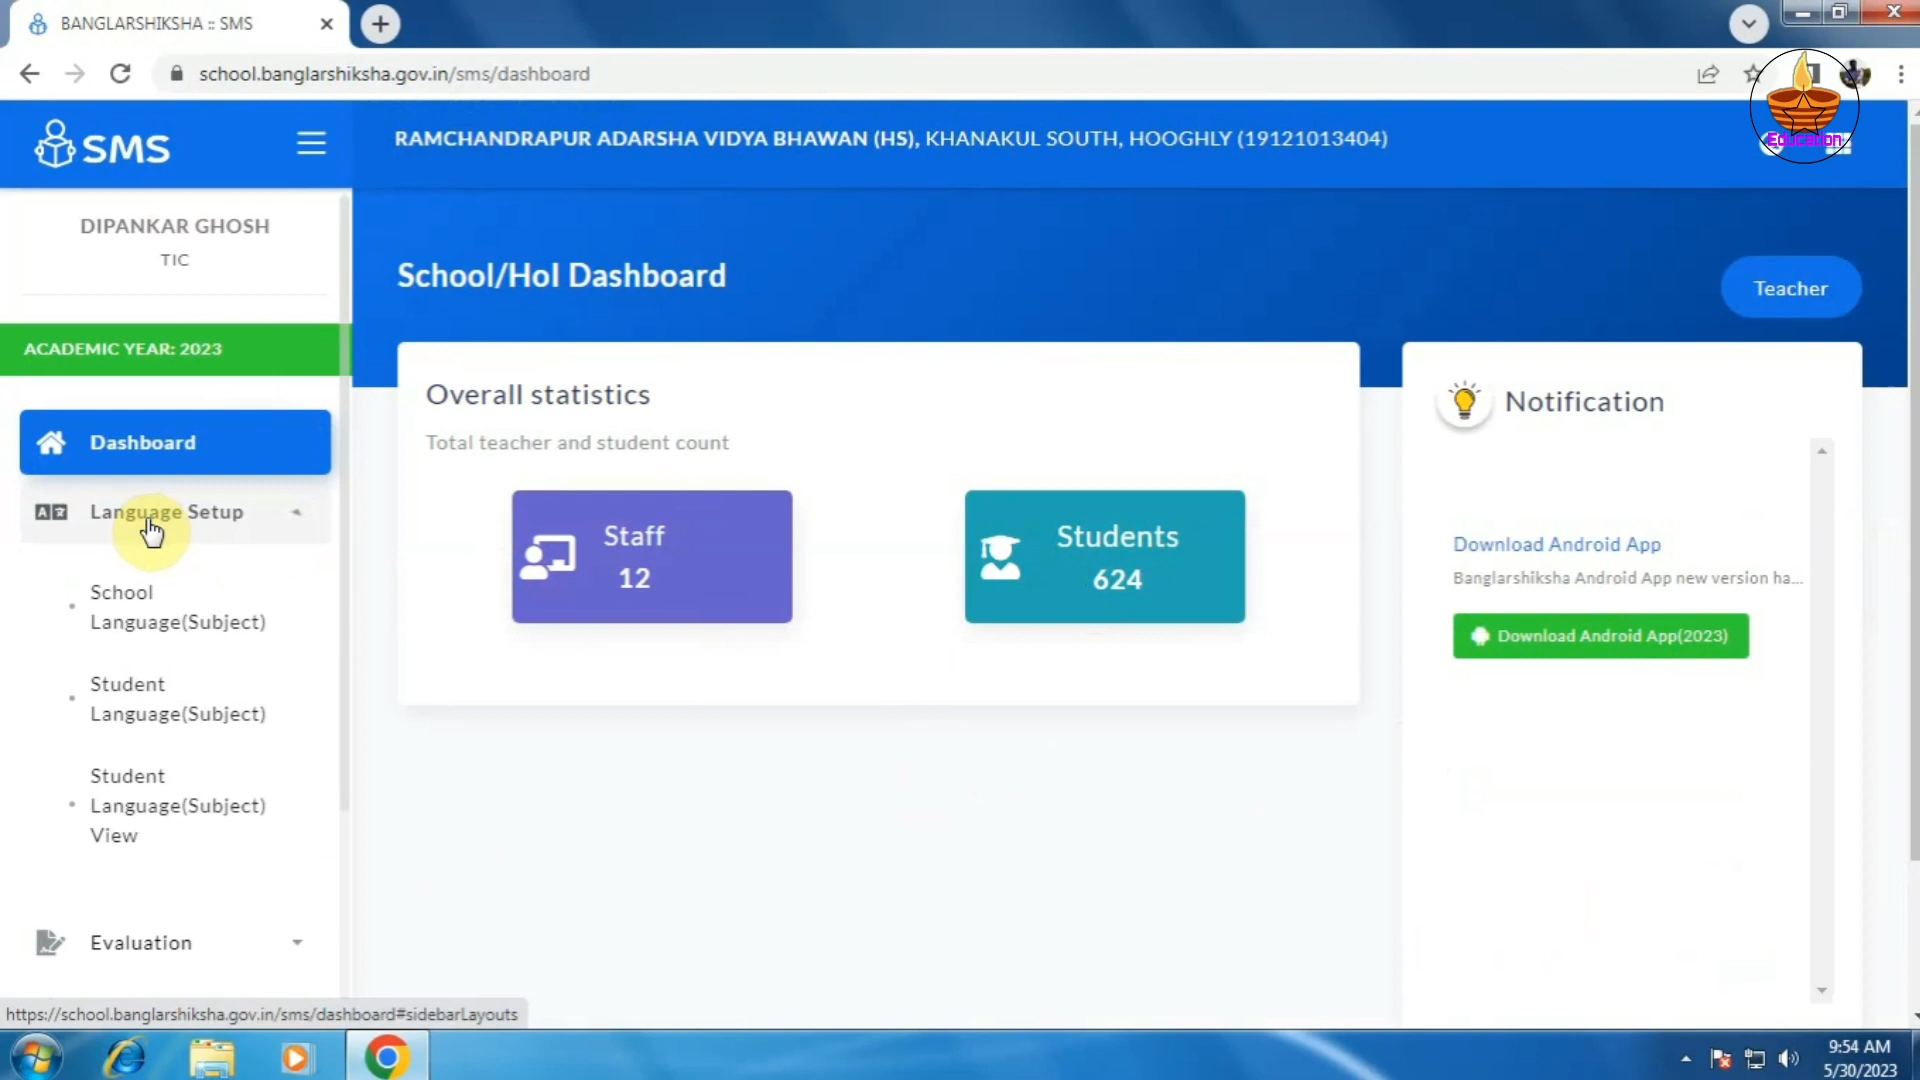 BANGLARSHIKSHA :: SMS
school.banglarshiksha.gov.in/sms/dashboard
SMS
RAMCHANDRAPUR ADARSHA VIDYA BHAWAN (HS), KHANAKUL SOUTH, HOOGHLY (19121013404)
Education
DIPANKAR GHOSH
TIC
ACADEMIC YEAR: 2023
Dashboard
Language Setup
School
Language(Subject)
Student
Language(Subject)
Student
Language(Subject)
View
Evaluation
School/HoI Dashboard
Teacher
Overall statistics
Total teacher and student count
Staff
12
Students
624
Notification
Download Android App
Banglarshiksha Android App new version ha...
Download Android App(2023)
https://school.banglarshiksha.gov.in/sms/dashboard#sidebarLayouts
9:54 AM
5/30/2023